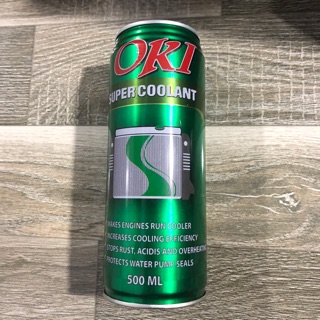 OKI
SUPER COOLANT
MAKES ENGINES RUN COOLER
INCREASES COOLING EFFICIENCY
STOPS RUST, ACIDIS AND OVERHEATING
PROTECTS WATER PUMP SEALS
500 ML